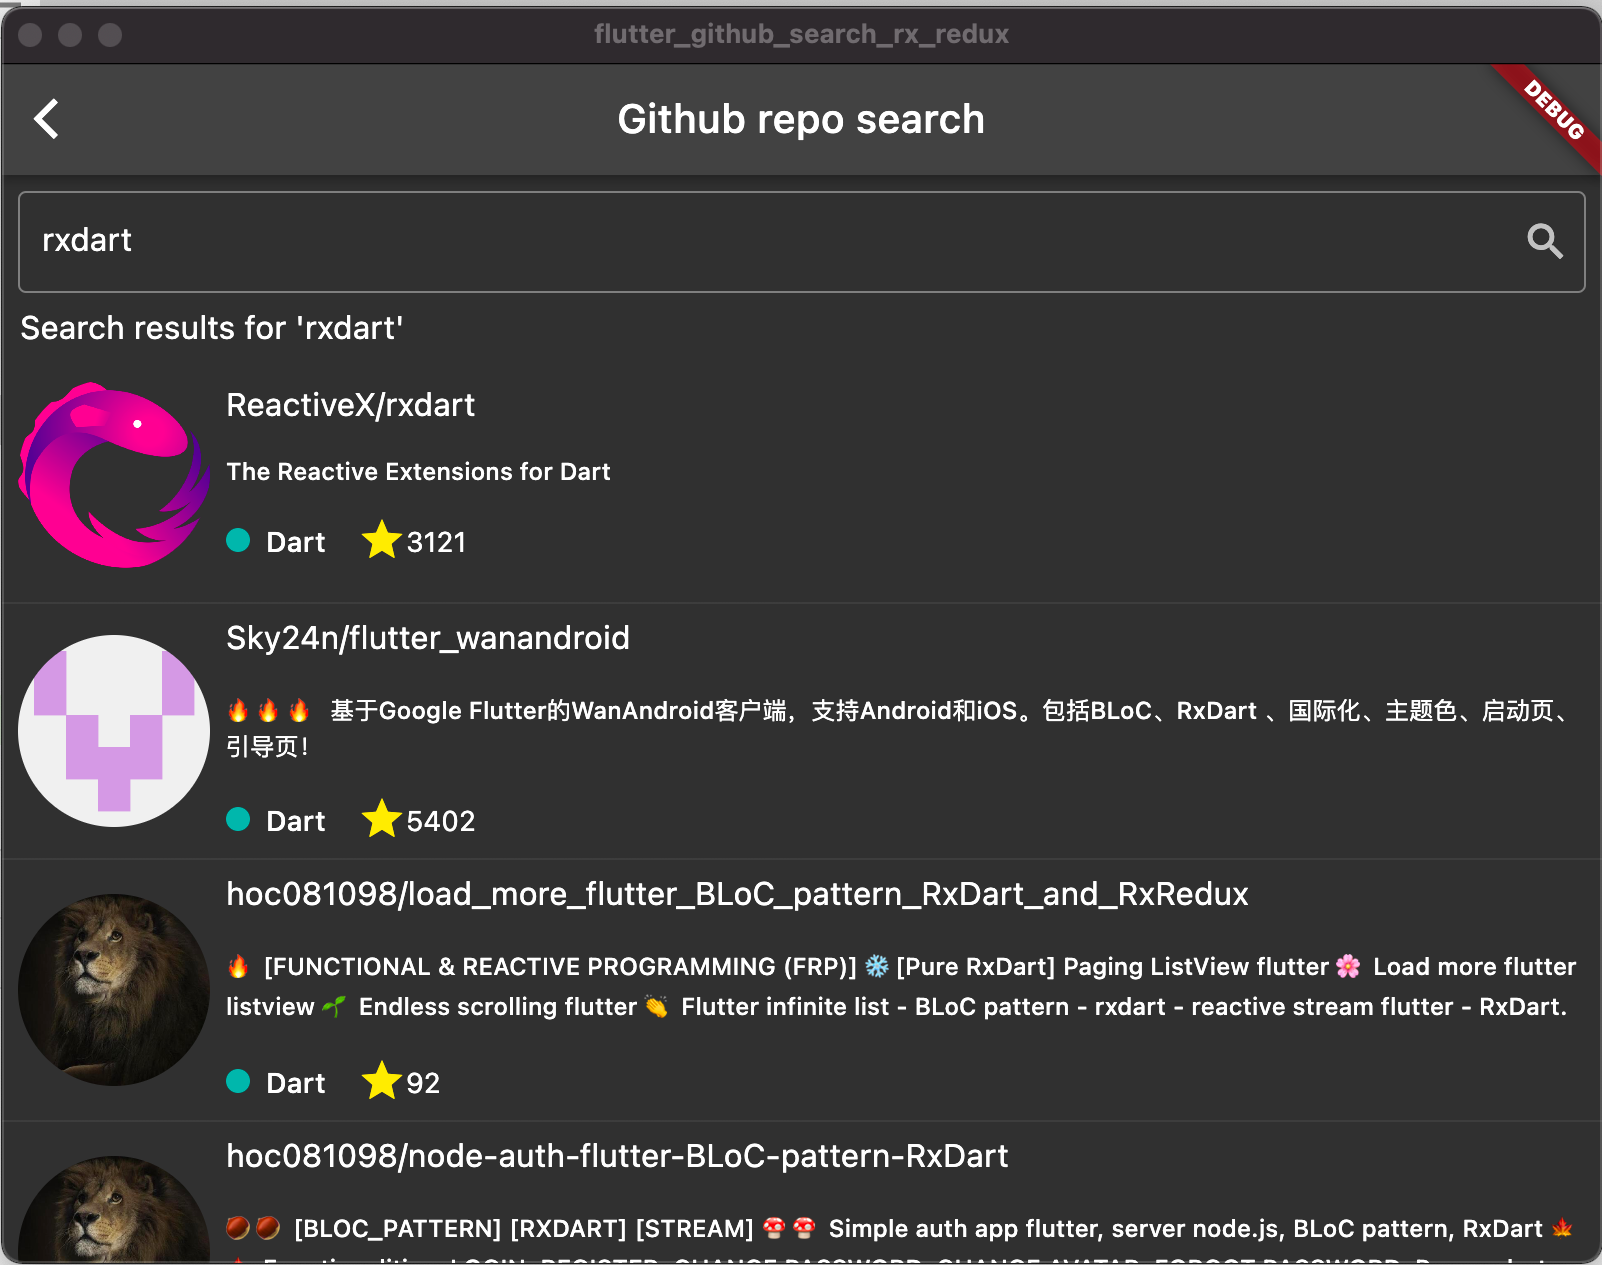 flutter_github_search_rx_redux
Github repo search
DEBUG
rxdart
Search results for 'rxdart'
ReactiveX/rxdart
The Reactive Extensions for Dart
Dart ⭐3121
Sky24n/flutter_wanandroid
🔥🔥🔥 基于Google Flutter的WanAndroid客户端，支持Android和iOS。包括BLoC、RxDart 、国际化、主题色、启动页、
引导页！
Dart ⭐5402
hoc081098/load_more_flutter_BLoC_pattern_RxDart_and_RxRedux
🔥 [FUNCTIONAL & REACTIVE PROGRAMMING (FRP)] ❄️ [Pure RxDart] Paging ListView flutter 🌸 Load more flutter
listview 🌱 Endless scrolling flutter 👏 Flutter infinite list - BLoC pattern - rxdart - reactive stream flutter - RxDart.
Dart ⭐92
hoc081098/node-auth-flutter-BLoC-pattern-RxDart
🌰🌰 [BLOC_PATTERN] [RXDART] [STREAM] 🍄🍄 Simple auth app flutter, server node.js, BLoC pattern, RxDart 🍁